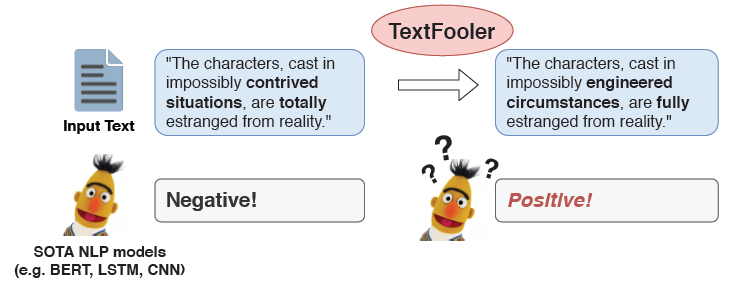 TextFooler
"The characters, cast in
impossibly contrived
situations, are totally
estranged from reality."
"The characters, cast in
impossibly engineered
circumstances, are fully
estranged from reality."
Input Text
? ? ?
Negative!
Positive!
SOTA NLP models
(e.g. BERT, LSTM, CNN)